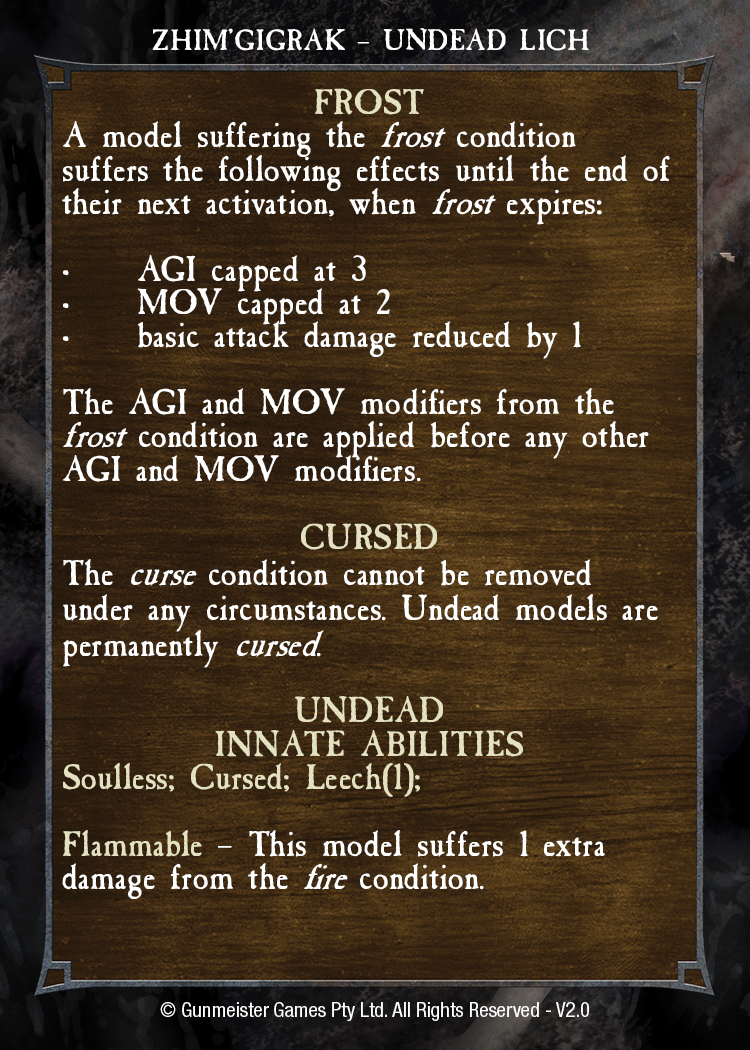 ZHIM'GIGRAK – UNDEAD LICH
FROST
A model suffering the frost condition
suffers the following effects until the end of
their next activation, when frost expires:
· AGI capped at 3
· MOV capped at 2
· basic attack damage reduced by 1
The AGI and MOV modifiers from the
frost condition are applied before any other
AGI and MOV modifiers.
CURSED
The curse condition cannot be removed
under any circumstances. Undead models are
permanently cursed.
UNDEAD
INNATE ABILITIES
Soulless; Cursed; Leech(1);
Flammable – This model suffers 1 extra
damage from the fire condition.
© Gunmeister Games Pty Ltd. All Rights Reserved - V2.0